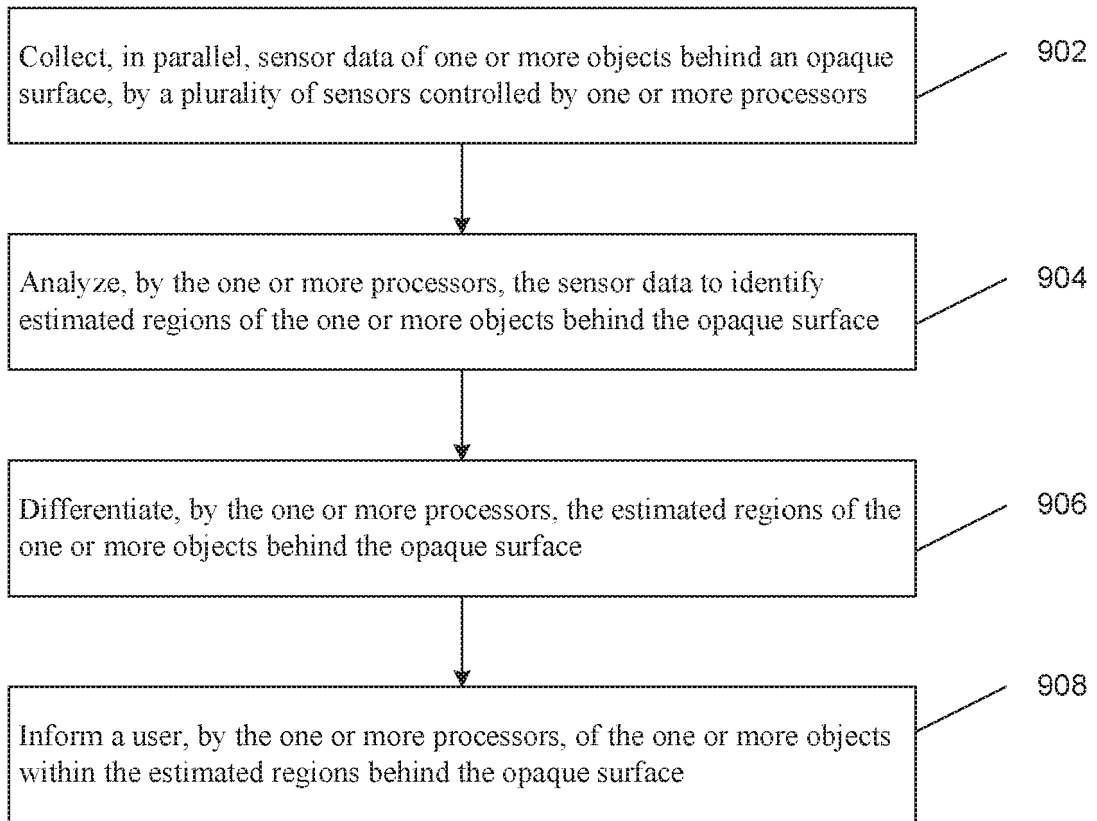 Collect, in parallel, sensor data of one or more objects behind an opaque
surface, by a plurality of sensors controlled by one or more processors
902
Analyze, by the one or more processors, the sensor data to identify
estimated regions of the one or more objects behind the opaque surface
904
Differentiate, by the one or more processors, the estimated regions of the
one or more objects behind the opaque surface
906
Inform a user, by the one or more processors, of the one or more objects
within the estimated regions behind the opaque surface
908